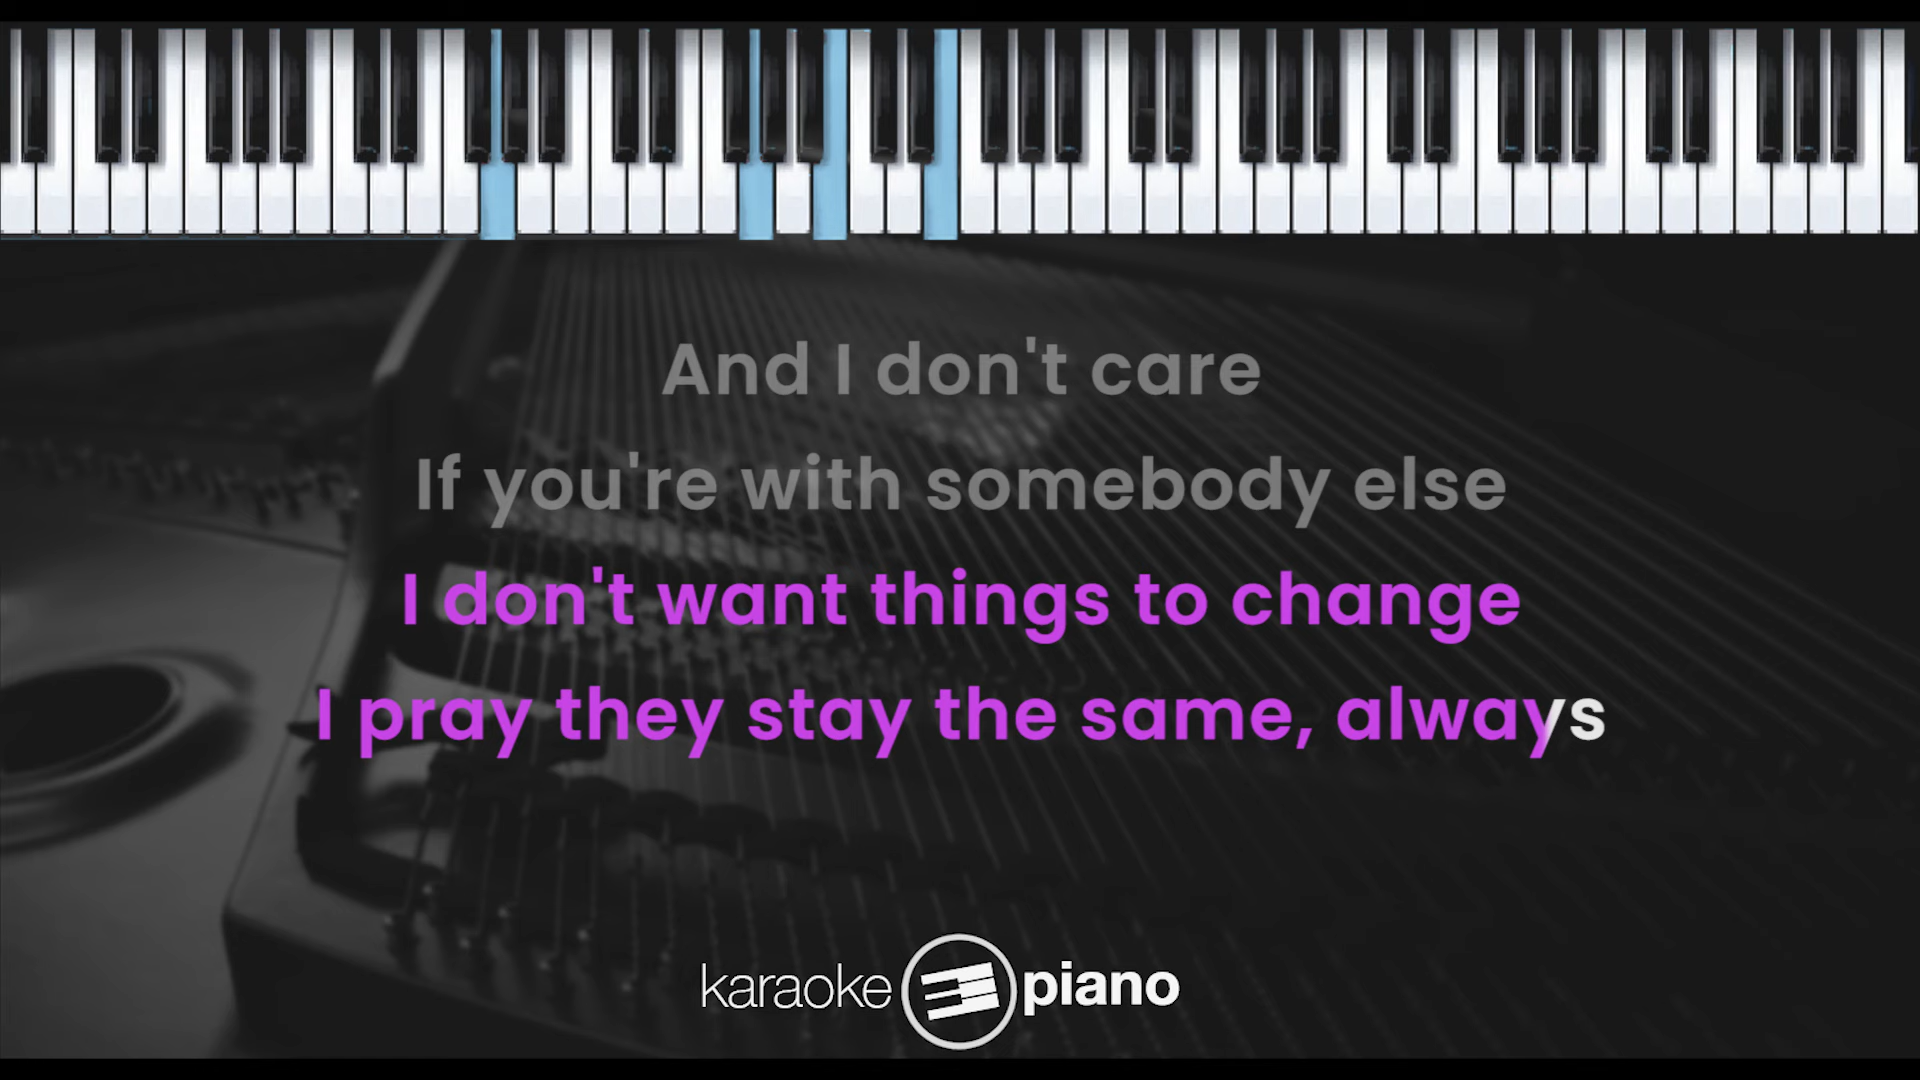 And I don't care
If you're with somebody else
I don't want things to change
I pray they stay the same, always
karaoke piano